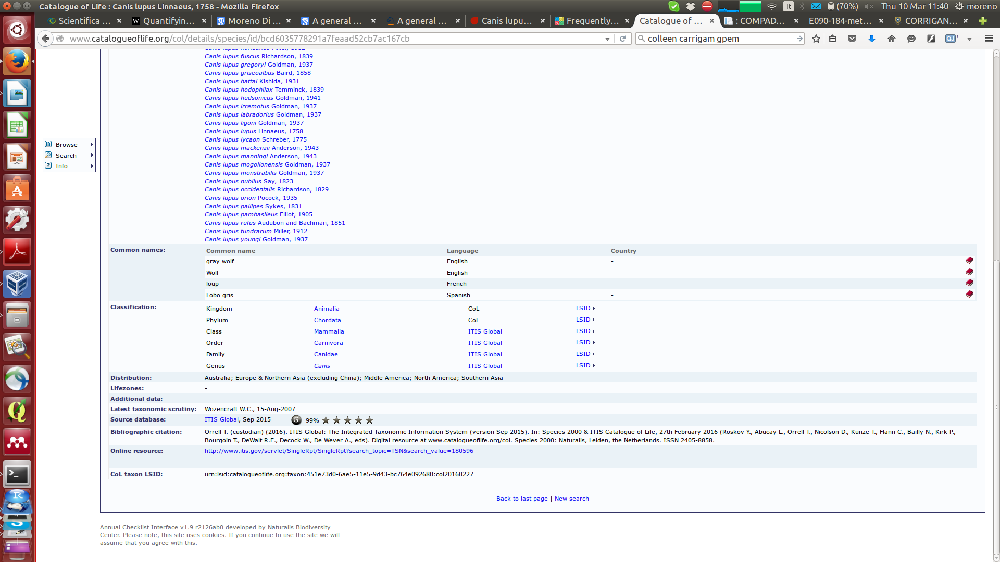 Catalogue of Life : Canis lupus Linnaeus, 1758 - Mozilla Firefox
It
(70%)
Thu 10 Mar 11:40
moreno
Scientifica ...
Quantifyin...
Moreno Di ...
A general ...
A general ...
Canis lupu...
Frequently...
Catalogue of ...
: COMPAD...
E090-184-met...
CORRIGAN...
www.catalogueoflife.org/col/details/species/id/bcd6035778291a7feaad52cb7ac167cb
colleen carrigam gpem
Canis lupus fuscus Richardson, 1839
Canis lupus gregoryi Goldman, 1937
Canis lupus griseoalbus Baird, 1858
Canis lupus hattai Kishida, 1931
Canis lupus hodophilax Temminck, 1839
Canis lupus hudsonicus Goldman, 1941
Canis lupus irremotus Goldman, 1937
Canis lupus labradorius Goldman, 1937
Canis lupus ligoni Goldman, 1937
Canis lupus lupus Linnaeus, 1758
Canis lupus lycaon Schreber, 1775
Canis lupus mackenzii Anderson, 1943
Canis lupus manningi Anderson, 1943
Canis lupus mogollonensis Goldman, 1937
Canis lupus monstrabilis Goldman, 1937
Canis lupus nubilus Say, 1823
Canis lupus occidentalis Richardson, 1829
Canis lupus orion Pocock, 1935
Canis lupus pallipes Sykes, 1831
Canis lupus pambasileus Elliot, 1905
Canis lupus rufus Audubon and Bachman, 1851
Canis lupus tundrarum Miller, 1912
Canis lupus youngi Goldman, 1937
Browse
Search
Info
Common names:
Common name Language Country
gray wolf English -
Wolf English -
loup French -
Lobo gris Spanish -
Classification:
Kingdom Animalia CoL LSID
Phylum Chordata CoL LSID
Class Mammalia ITIS Global LSID
Order Carnivora ITIS Global LSID
Family Canidae ITIS Global LSID
Genus Canis ITIS Global LSID
Distribution: Australia; Europe & Northern Asia (excluding China); Middle America; North America; Southern Asia
Lifezones: -
Additional data: -
Latest taxonomic scrutiny: Wozencraft W.C., 15-Aug-2007
Source database: ITIS Global, Sep 2015 G 99%
Bibliographic citation: Orrell T. (custodian) (2016). ITIS Global: The Integrated Taxonomic Information System (version Sep 2015). In: Species 2000 & ITIS Catalogue of Life, 27th February 2016 (Roskov Y., Abucay L., Orrell T., Nicolson D., Kunze T., Flann C., Bailly N., Kirk P.,
Bourgoin T., DeWalt R.E., Decock W., De Wever A., eds). Digital resource at www.catalogueoflife.org/col. Species 2000: Naturalis, Leiden, the Netherlands. ISSN 2405-8858.
Online resource: http://www.itis.gov/servlet/SingleRpt/SingleRpt?search_topic=TSN&search_value=180596
CoL taxon LSID: urn:lsid:catalogueoflife.org:taxon:451e73d0-6ae5-11e5-9d43-bc764e092680:col20160227
Back to last page | New search
Annual Checklist Interface v1.9 r2126ab0 developed by Naturalis Biodiversity
Center. Please note, this site uses cookies. If you continue to use the site we will
assume that you agree with this.